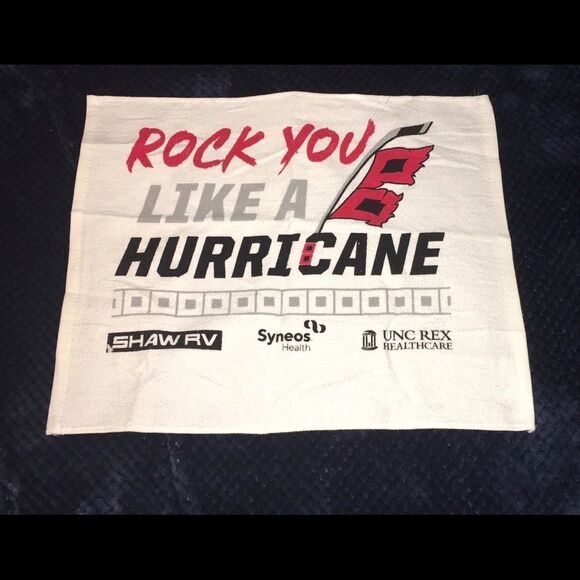 ROCK YOU
LIKE A
HURRICANE
SHAW RV
Syneos
Health
UNC REX
HEALTHCARE